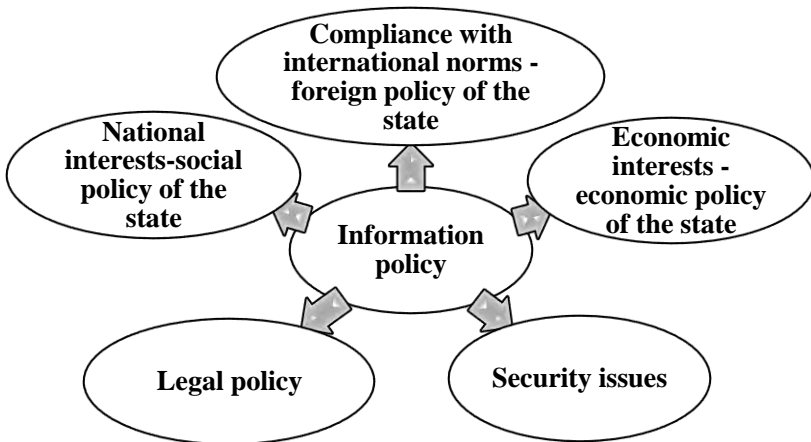 Compliance with
international norms -
foreign policy of the
state
National
interests-social
policy of the
state
Economic
interests -
economic policy
of the state
Information
policy
Legal policy
Security issues